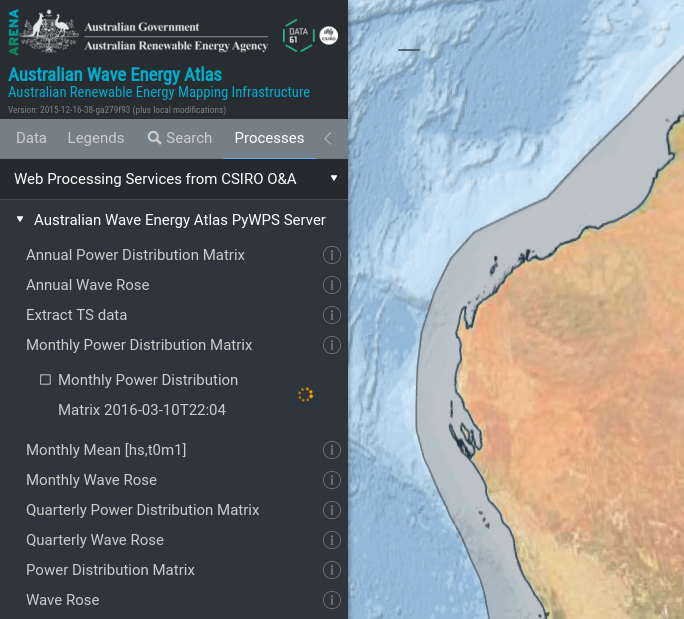 ARENA
Australian Government
Australian Renewable Energy Agency
DATA
61
CSIRO
Australian Wave Energy Atlas
Australian Renewable Energy Mapping Infrastructure
Version: 2015-12-16-38-ga279f93 (plus local modifications)
Data Legends Search Processes
Web Processing Services from CSIRO O&A
Australian Wave Energy Atlas PyWPS Server
Annual Power Distribution Matrix
Annual Wave Rose
Extract TS data
Monthly Power Distribution Matrix
Monthly Power Distribution
Matrix 2016-03-10T22:04
Monthly Mean [hs,t0m1]
Monthly Wave Rose
Quarterly Power Distribution Matrix
Quarterly Wave Rose
Power Distribution Matrix
Wave Rose